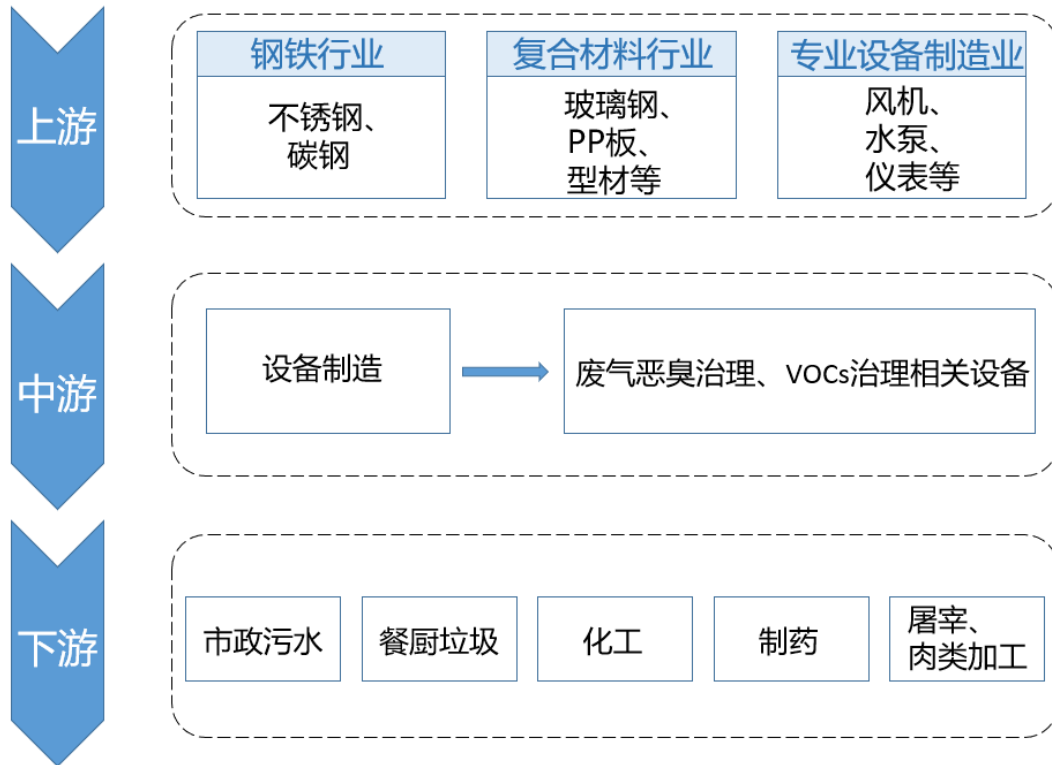 上游
钢铁行业
不锈钢、
碳钢
复合材料行业
玻璃钢、
PP板、
型材等
专业设备制造业
风机、
水泵、
仪表等
中游
设备制造
废气恶臭治理、VOCs治理相关设备
下游
市政污水
餐厨垃圾
化工
制药
屠宰、
肉类加工